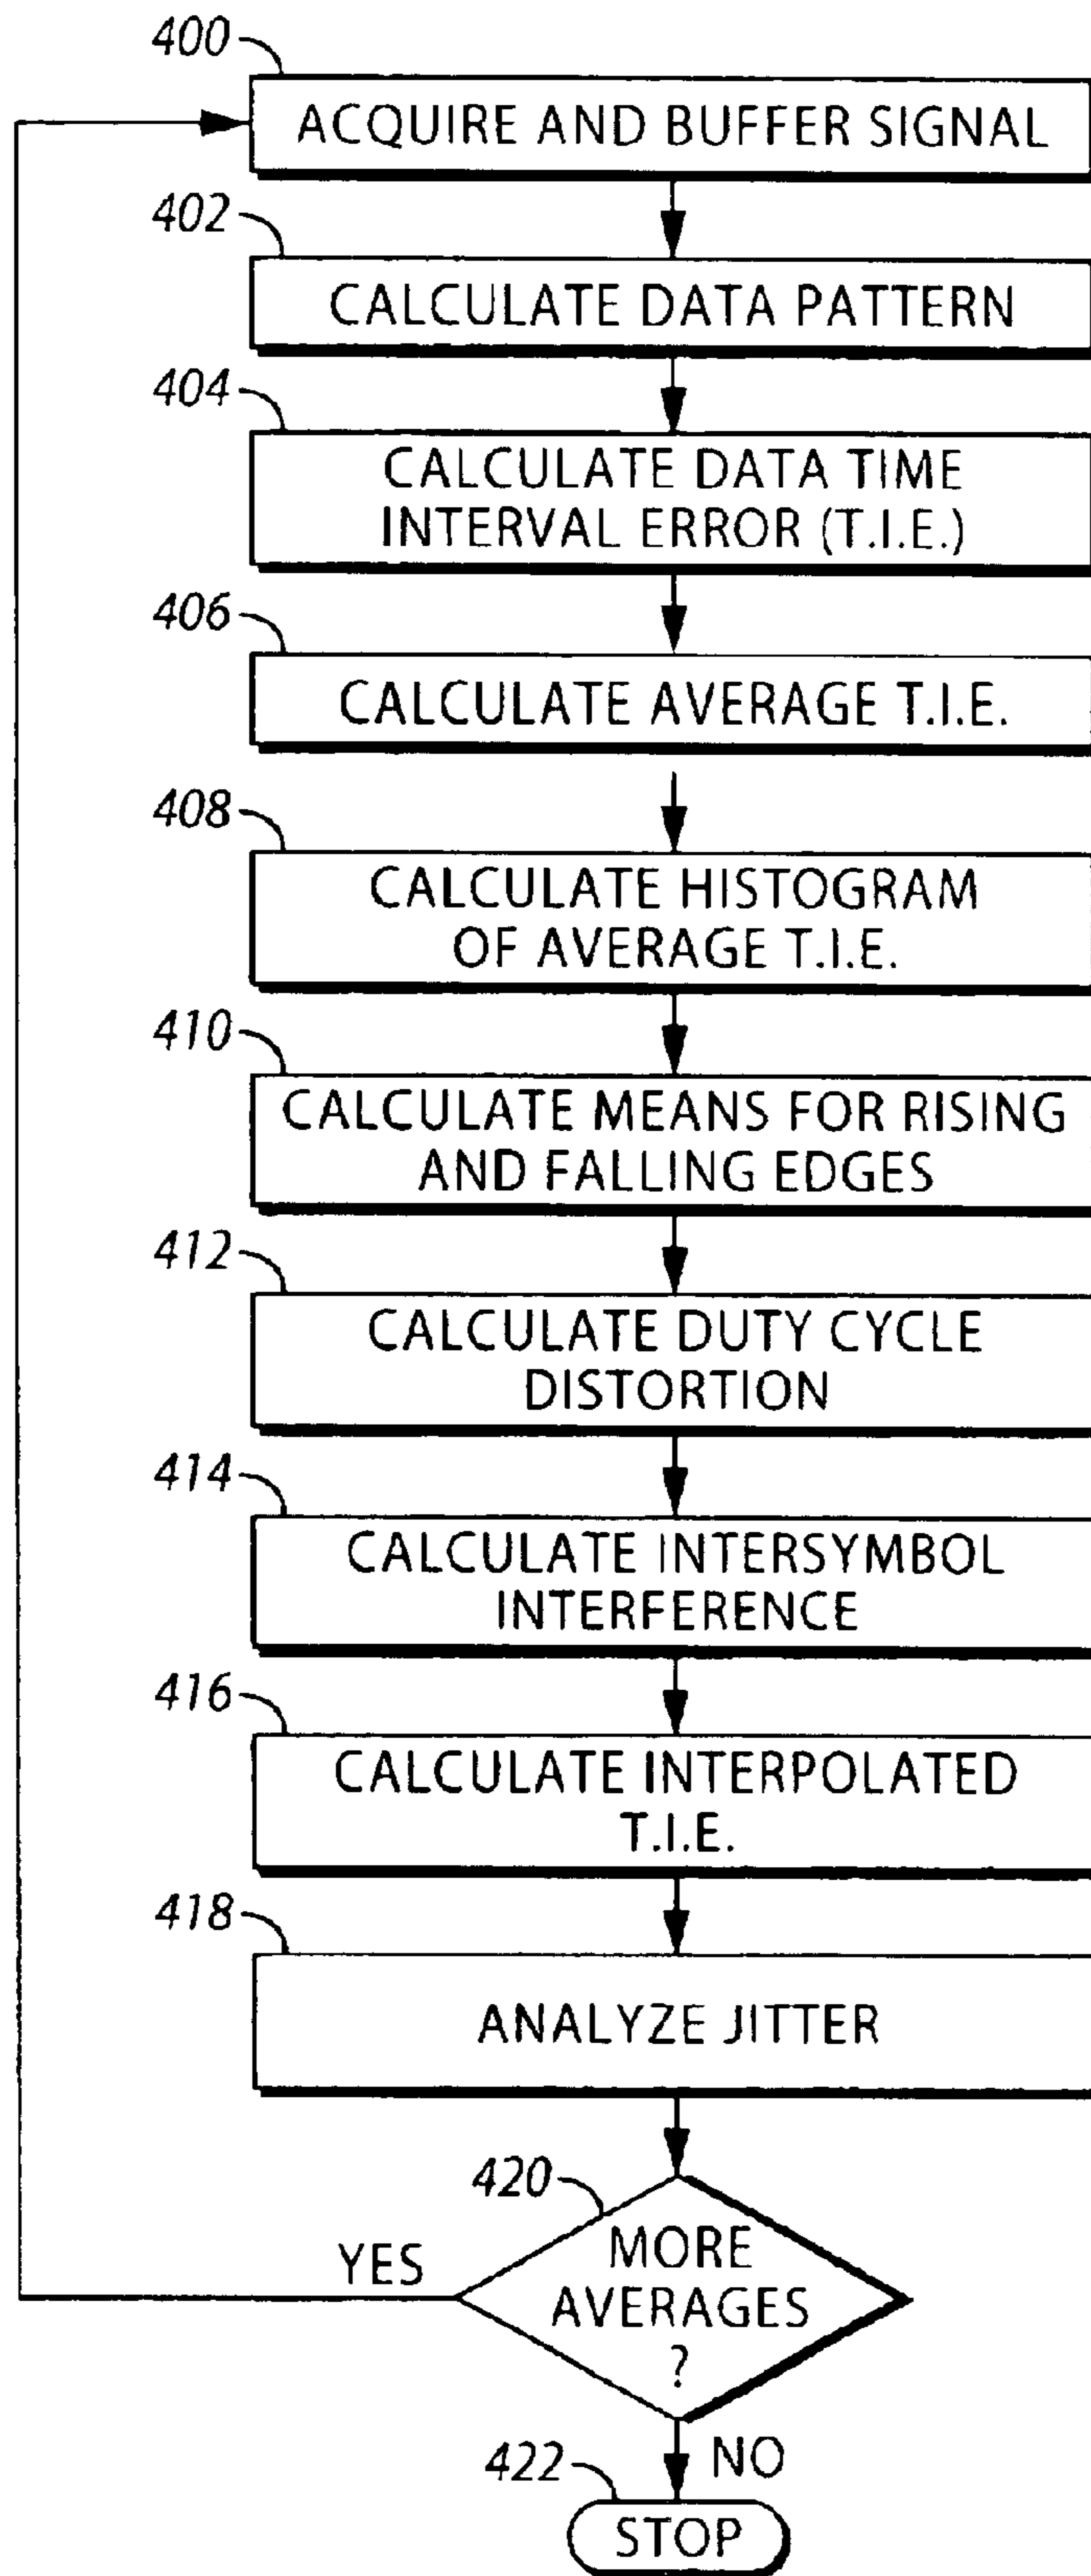 400
ACQUIRE AND BUFFER SIGNAL
402
CALCULATE DATA PATTERN
404
CALCULATE DATA TIME
INTERVAL ERROR (T.I.E.)
406
CALCULATE AVERAGE T.I.E.
408
CALCULATE HISTOGRAM
OF AVERAGE T.I.E.
410
CALCULATE MEANS FOR RISING
AND FALLING EDGES
412
CALCULATE DUTY CYCLE
DISTORTION
414
CALCULATE INTERSYMBOL
INTERFERENCE
416
CALCULATE INTERPOLATED
T.I.E.
418
ANALYZE JITTER
420
MORE
YES
AVERAGES
?
NO
422
STOP